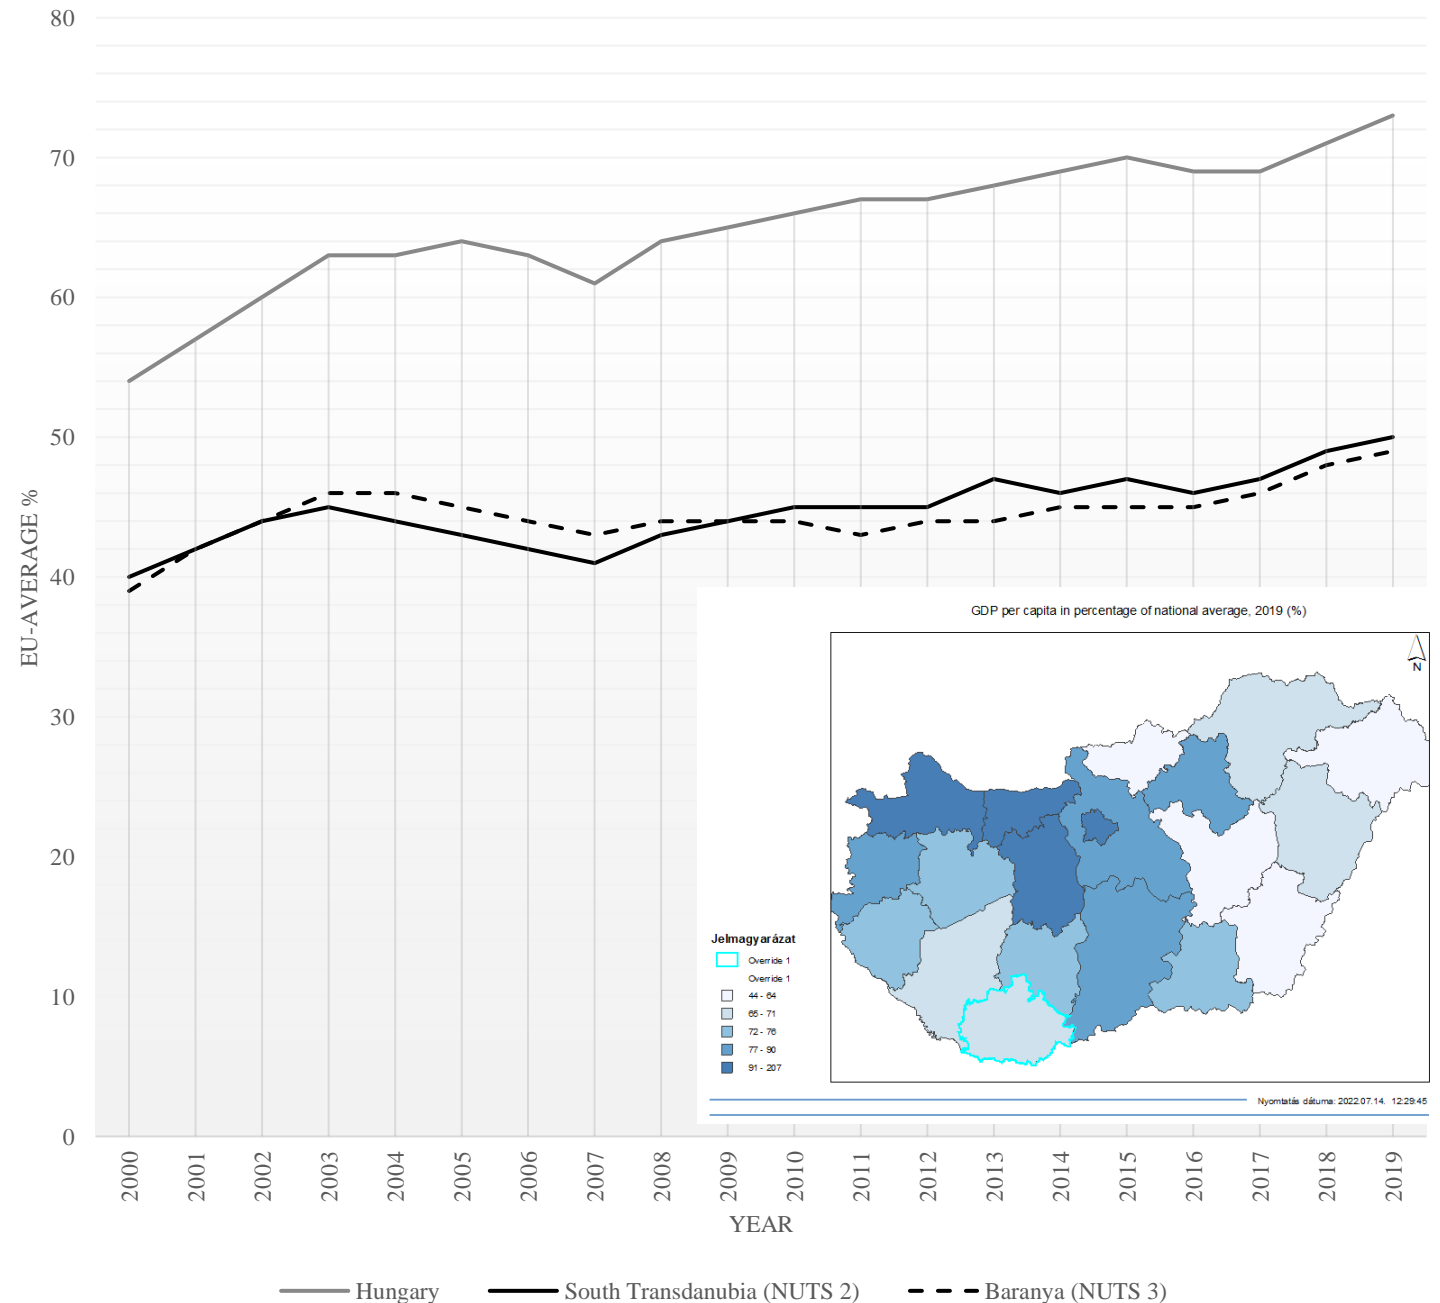 80
70
60
50
40
30
20
10
0
EU-AVERAGE %
GDP per capita in percentage of national average, 2019 (%)
N
Jelmagyarázat
Override 1
Override 1
44 - 64
65 - 71
72 - 76
77 - 90
91 - 207
Nyomtatás dátuma: 2022.07.14. 12:29:45
2000
2001
2002
2003
2004
2005
2006
2007
2008
2009
2010
2011
2012
2013
2014
2015
2016
2017
2018
2019
YEAR
Hungary
South Transdanubia (NUTS 2)
Baranya (NUTS 3)